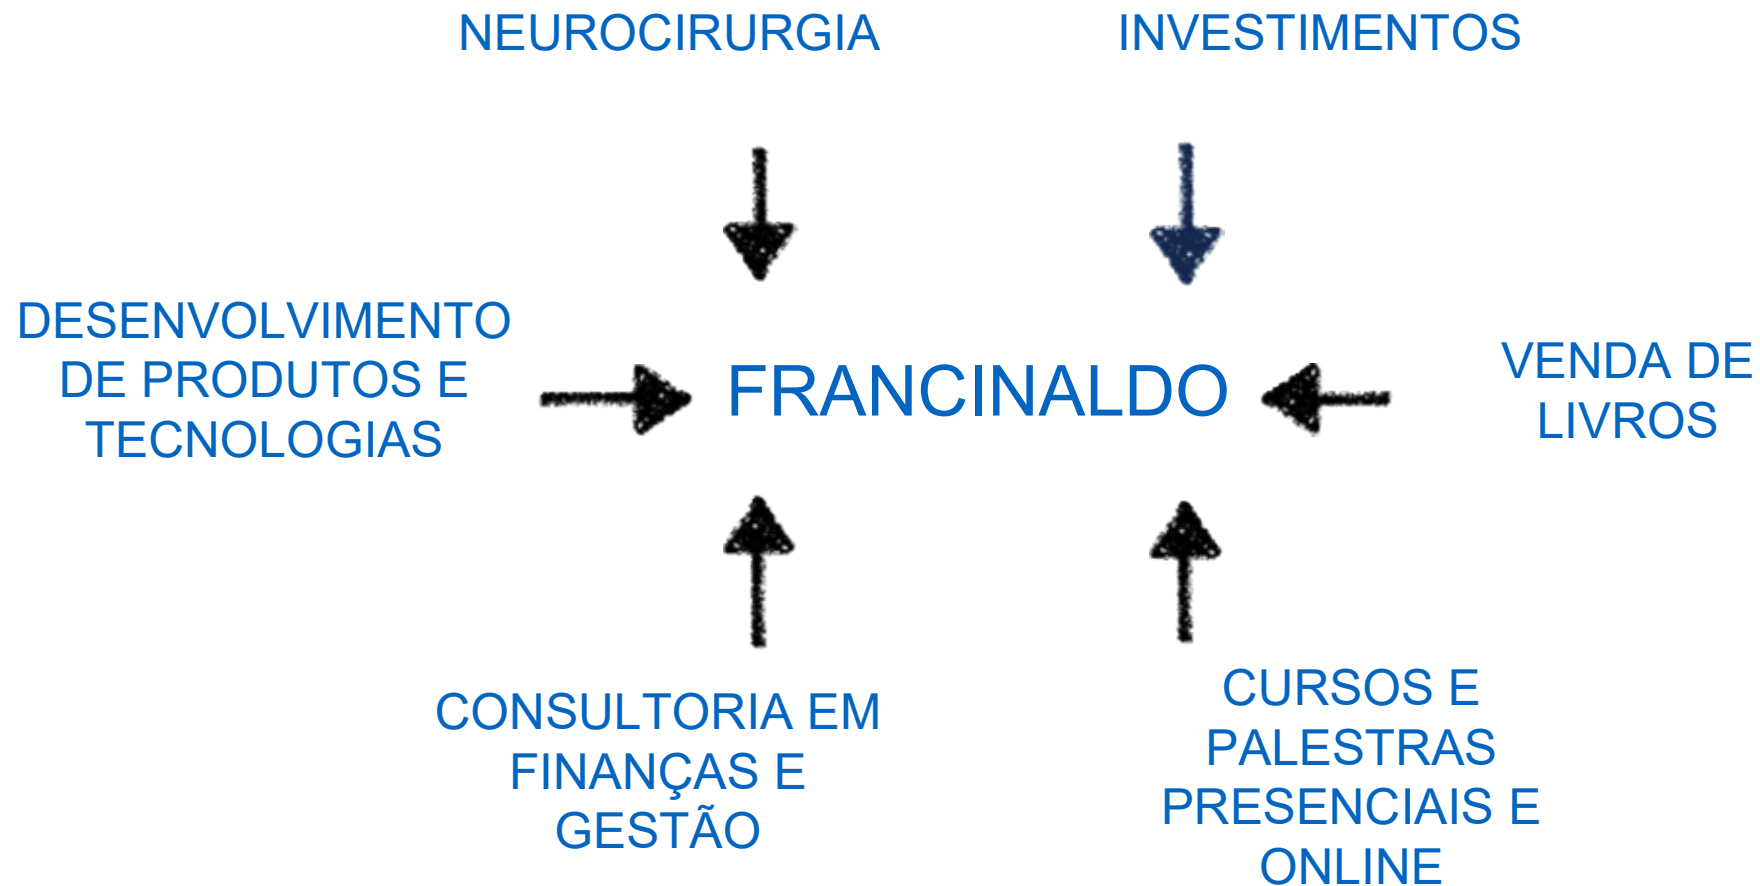 NEUROCIRURGIA
INVESTIMENTOS
DESENVOLVIMENTO
DE PRODUTOS E
TECNOLOGIAS
FRANCINALDO
VENDA DE
LIVROS
CONSULTORIA EM
FINANÇAS E
GESTÃO
CURSOS E
PALESTRAS
PRESENCIAIS E
ONLINE